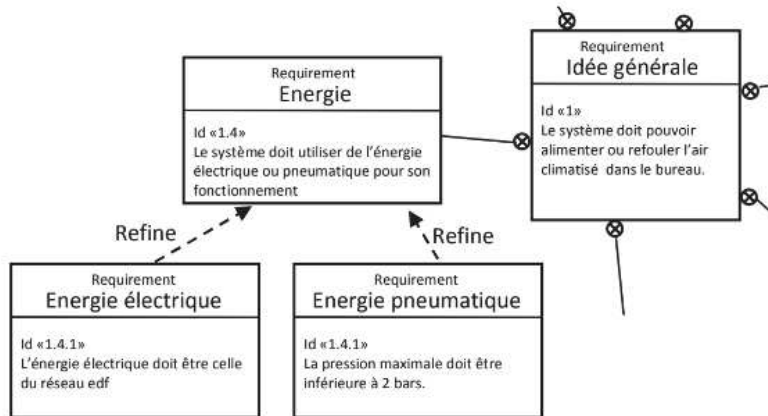 Requirement
Idée générale
Id «1»
Le système doit pouvoir
alimenter ou refouler l'air
climatisé dans le bureau.
Requirement
Energie
Id «1.4»
Le système doit utiliser de l'énergie
électrique ou pneumatique pour son
fonctionnement
Refine
Refine
Requirement
Energie électrique
Id «1.4.1»
L'énergie électrique doit être celle
du réseau edf
Requirement
Energie pneumatique
Id «1.4.1»
La pression maximale doit être
inférieure à 2 bars.